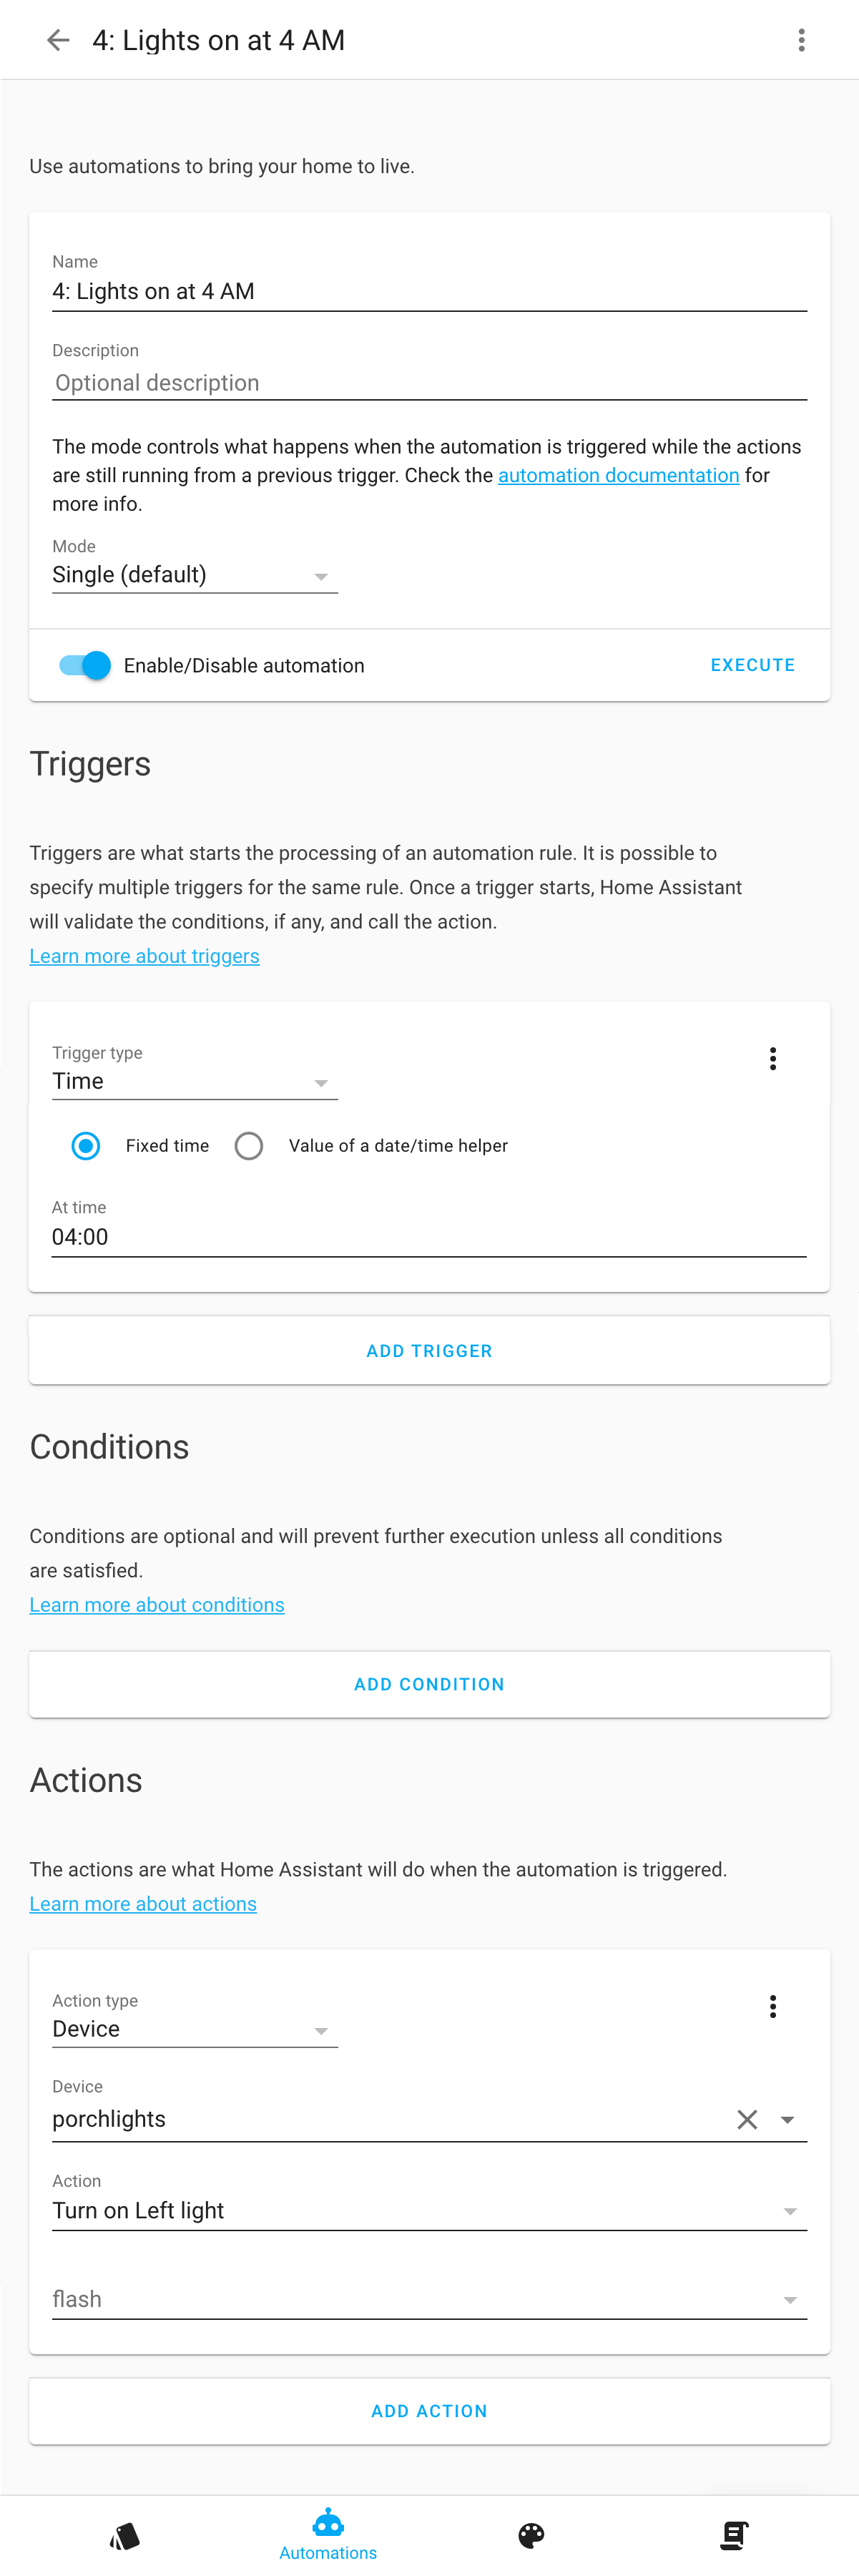 4: Lights on at 4 AM
Use automations to bring your home to live.
Name
4: Lights on at 4 AM
Description
Optional description
The mode controls what happens when the automation is triggered while the actions
are still running from a previous trigger. Check the automation documentation for
more info.
Mode
Single (default)
Enable/Disable automation
EXECUTE
Triggers
Triggers are what starts the processing of an automation rule. It is possible to
specify multiple triggers for the same rule. Once a trigger starts, Home Assistant
will validate the conditions, if any, and call the action.
Learn more about triggers
Trigger type
Time
Fixed time
Value of a date/time helper
At time
04:00
ADD TRIGGER
Conditions
Conditions are optional and will prevent further execution unless all conditions
are satisfied.
Learn more about conditions
ADD CONDITION
Actions
The actions are what Home Assistant will do when the automation is triggered.
Learn more about actions
Action type
Device
Device
porchlights
Action
Turn on Left light
flash
ADD ACTION
Automations